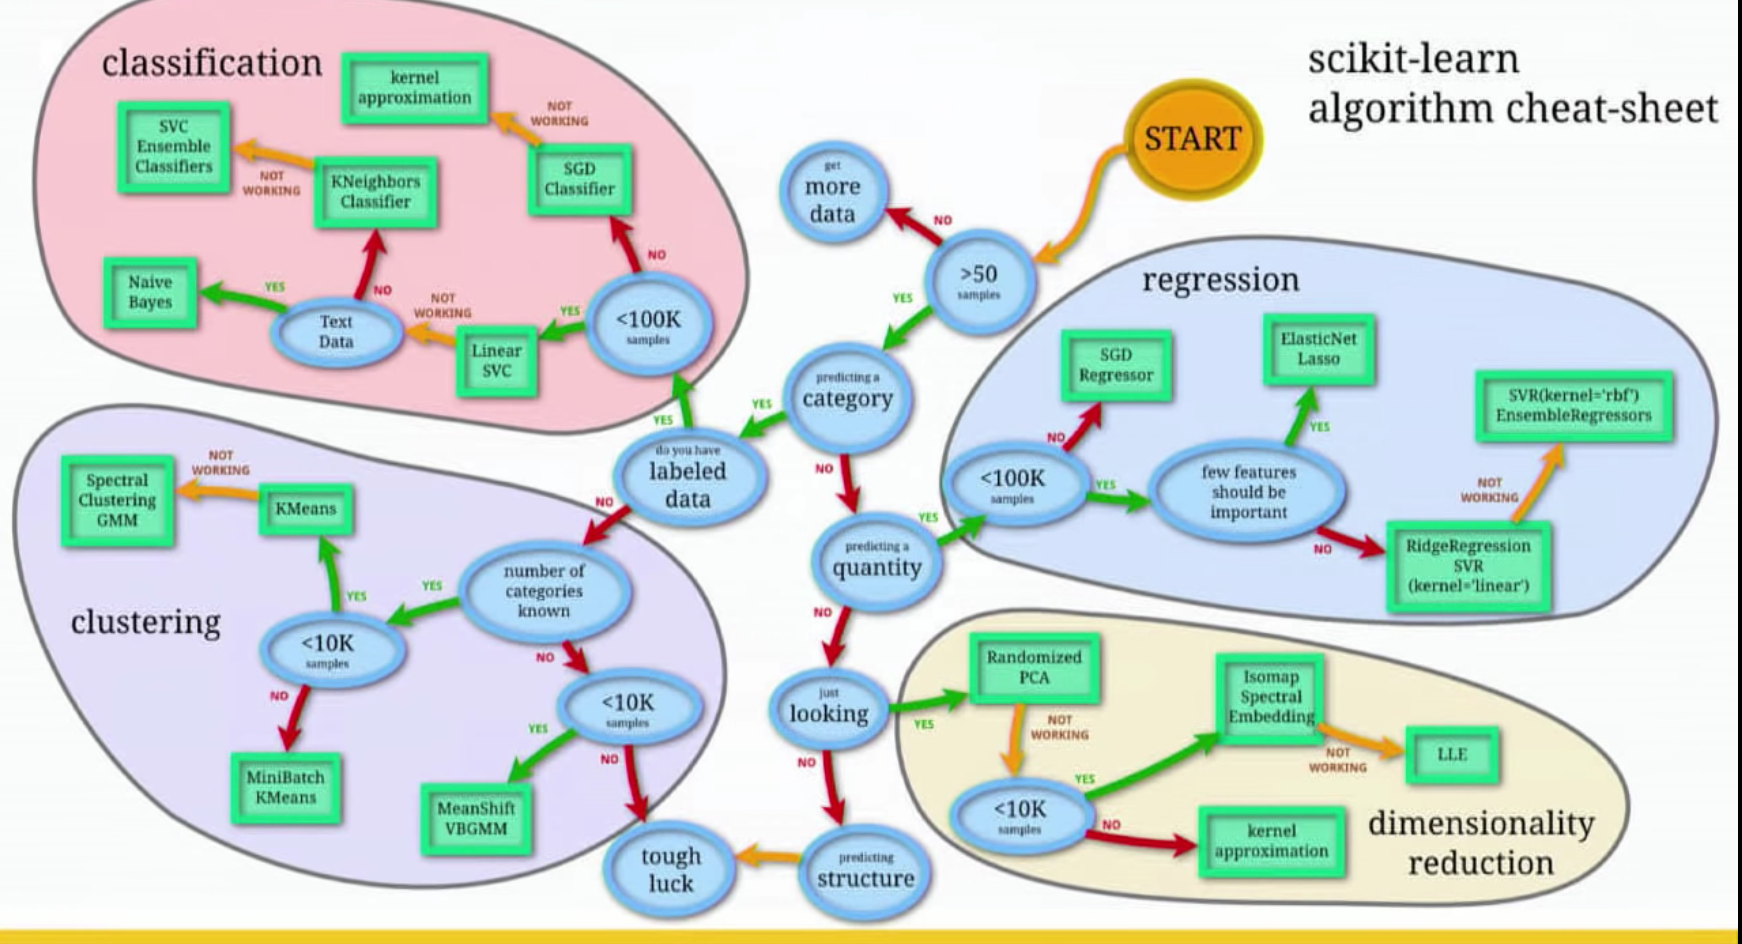 scikit-learn
algorithm cheat-sheet
START
>50
samples
NO
get
more
data
YES
predicting a
category
YES
NO
do you have
labeled
data
YES
NO
predicting a
quantity
YES
NO
just
looking
YES
NO
predicting
structure
tough
luck
classification
<100K
samples
NO
YES
SGD
Classifier
NOT
WORKING
kernel
approximation
Linear
SVC
NOT
WORKING
Text
Data
YES
NO
Naive
Bayes
KNeighbors
Classifier
NOT
WORKING
SVC
Ensemble
Classifiers
clustering
number of
categories
known
YES
NO
<10K
samples
YES
NO
KMeans
NOT
WORKING
Spectral
Clustering
GMM
MiniBatch
KMeans
<10K
samples
YES
NO
MeanShift
VBGMM
regression
<100K
samples
NO
YES
SGD
Regressor
few features
should be
important
YES
NO
ElasticNet
Lasso
RidgeRegression
SVR
(kernel='linear')
NOT
WORKING
SVR(kernel='rbf')
EnsembleRegressors
dimensionality
reduction
Randomized
PCA
NOT
WORKING
<10K
samples
YES
NO
Isomap
Spectral
Embedding
NOT
WORKING
LLE
kernel
approximation